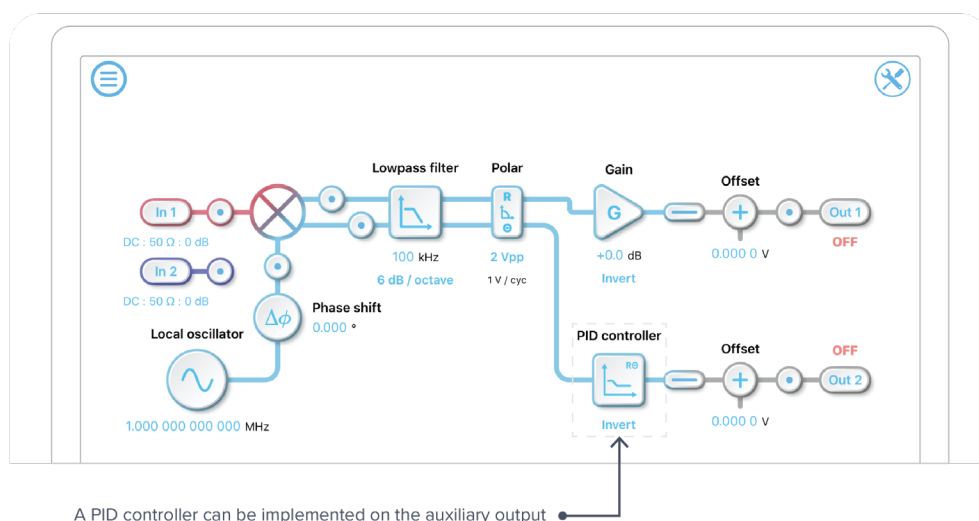 Lowpass filter
Polar
Gain
Offset
In 1
R
Θ
G
Out 1
DC : 50 Ω : 0 dB
OFF
100 kHz
2 Vpp
+0.0 dB
0.000 0 V
In 2
6 dB / octave
1 V / cyc
Invert
DC : 50 Ω : 0 dB
Δϕ
Phase shift
0.000 °
Local oscillator
PID controller
Offset
OFF
RΘ
Out 2
1.000 000 000 000 MHz
Invert
0.000 0 V
A PID controller can be implemented on the auxiliary output